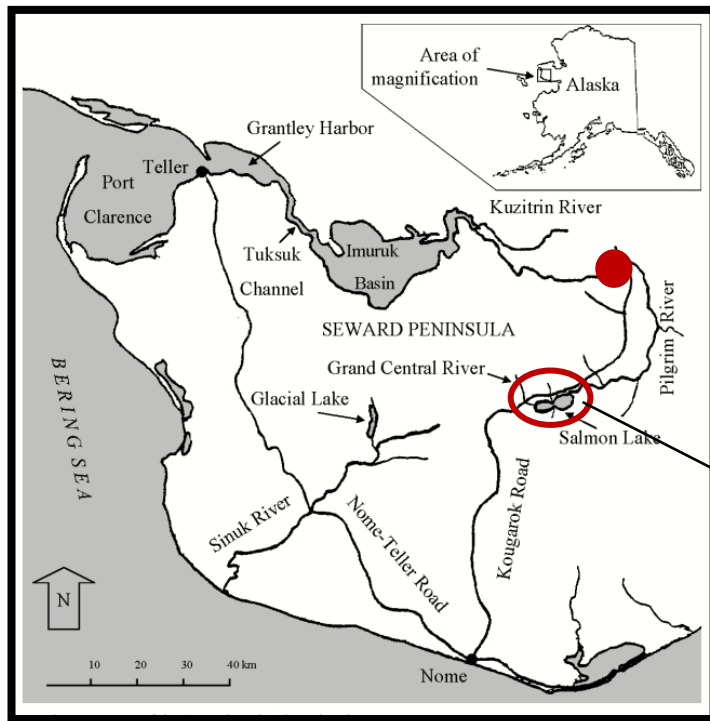 Area of
magnification
Alaska
Grantley Harbor
Teller
Port
Clarence
Kuzitrin River
Tuksuk
Channel
Imuruk
Basin
SEWARD PENINSULA
Pilgrim River
Grand Central River
Glacial Lake
Salmon Lake
BERING SEA
Kougarok Road
Sinuk River
Nome-Teller Road
N
10 20 30 40 km
Nome